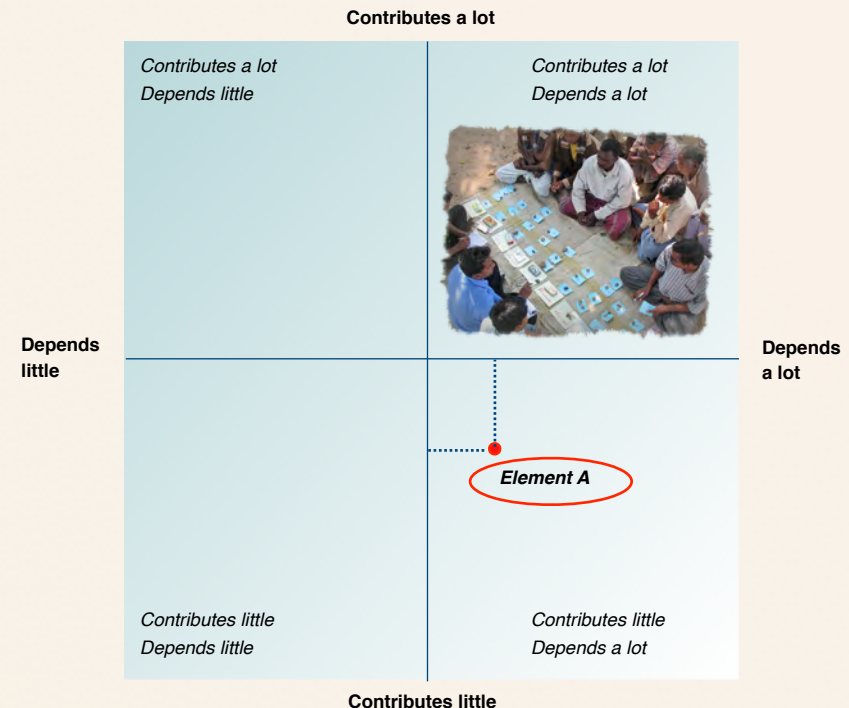 Contributes a lot
Contributes a lot
Depends little
Contributes a lot
Depends a lot
Depends
little
Depends
a lot
Element A
Contributes little
Depends little
Contributes little
Depends a lot
Contributes little